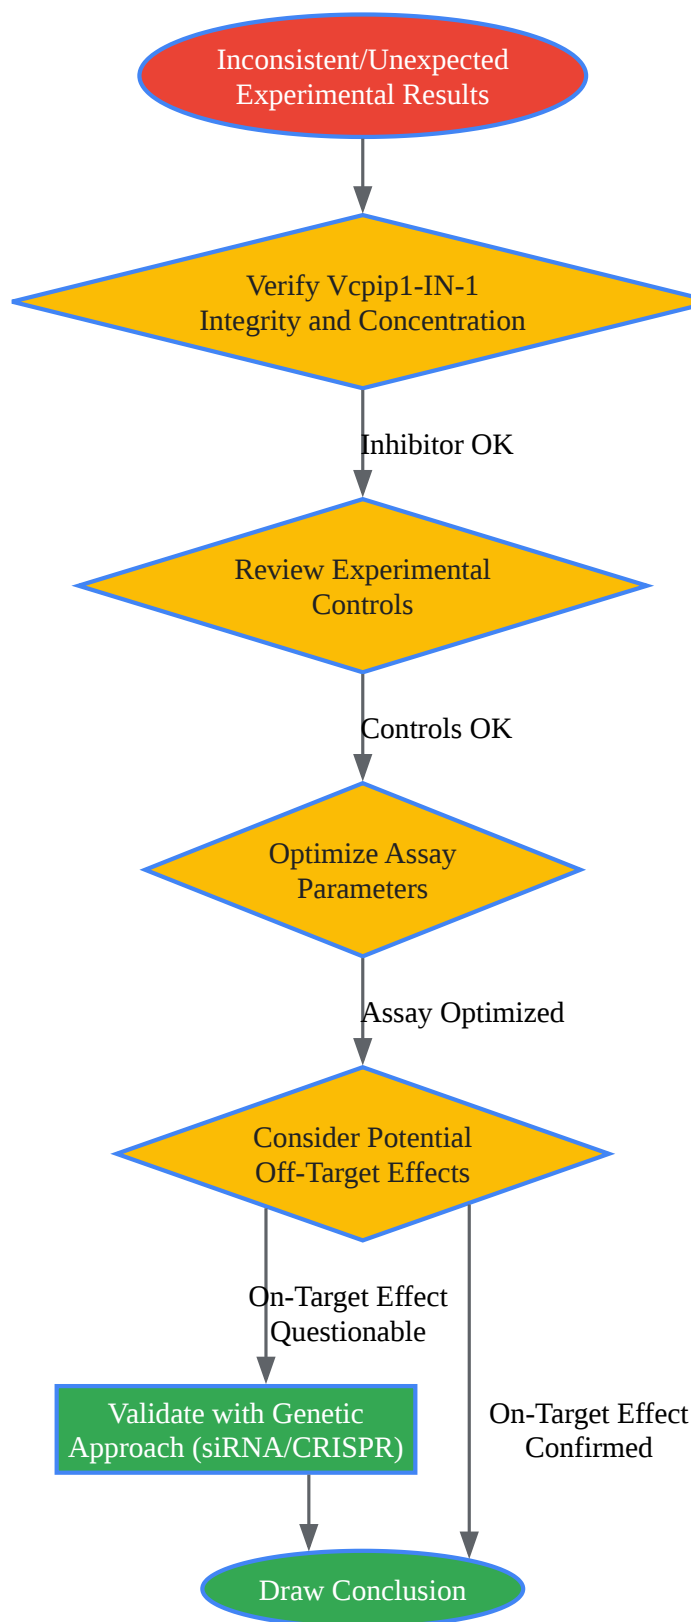 Inconsistent/Unexpected
Experimental Results
Verify Vcpip1-IN-1
Integrity and Concentration
Inhibitor OK
Review Experimental
Controls
Controls OK
Optimize Assay
Parameters
Assay Optimized
Consider Potential
Off-Target Effects
On-Target Effect
Questionable
Validate with Genetic
Approach (siRNA/CRISPR)
On-Target Effect
Confirmed
Draw Conclusion